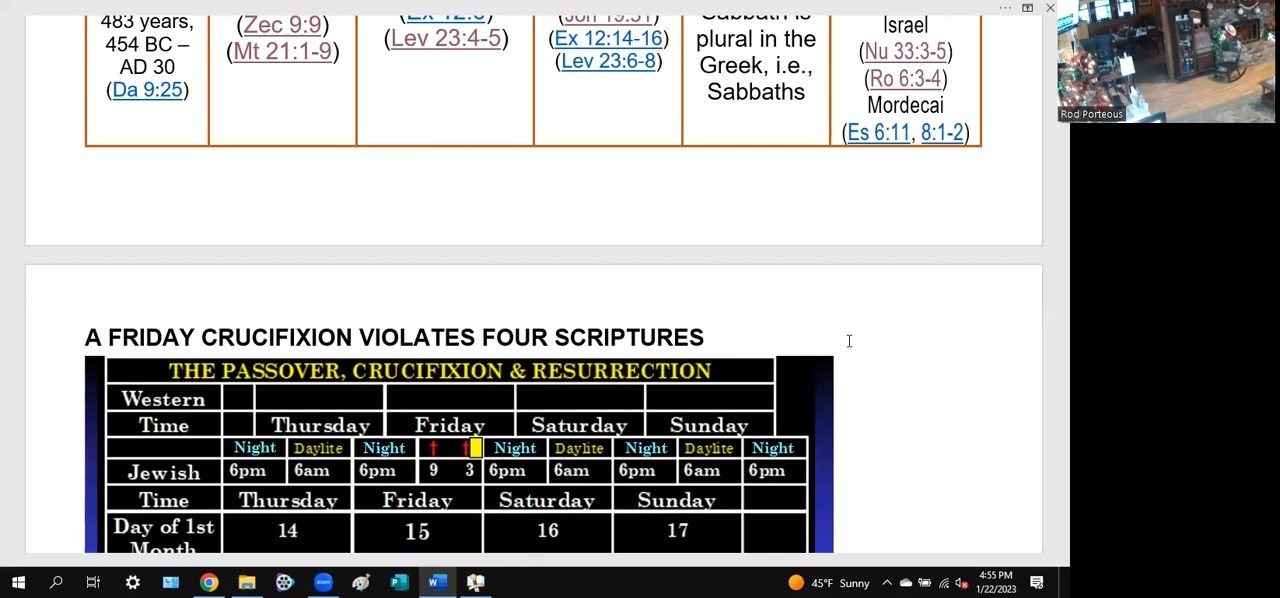 483 years,
454 BC –
AD 30
(Da 9:25)
(Zec 9:9)
(Mt 21:1-9)
(Lev 23:4-5)
(Ex 12:14-16)
(Lev 23:6-8)
Sabbath is
plural in the
Greek, i.e.,
Sabbaths
Israel
(Nu 33:3-5)
(Ro 6:3-4)
Mordecai
(Es 6:11, 8:1-2)
Rod Porteous
A FRIDAY CRUCIFIXION VIOLATES FOUR SCRIPTURES
THE PASSOVER, CRUCIFIXION & RESURRECTION
Western
Time Thursday Friday Saturday Sunday
Night Daylite Night † † Night Daylite Night Daylite Night
Jewish 6pm 6am 6pm 9 3 6pm 6am 6pm 6am 6pm
Time Thursday Friday Saturday Sunday
Day of 1st 14 15 16 17
Month
45°F Sunny
4:55 PM
1/22/2023